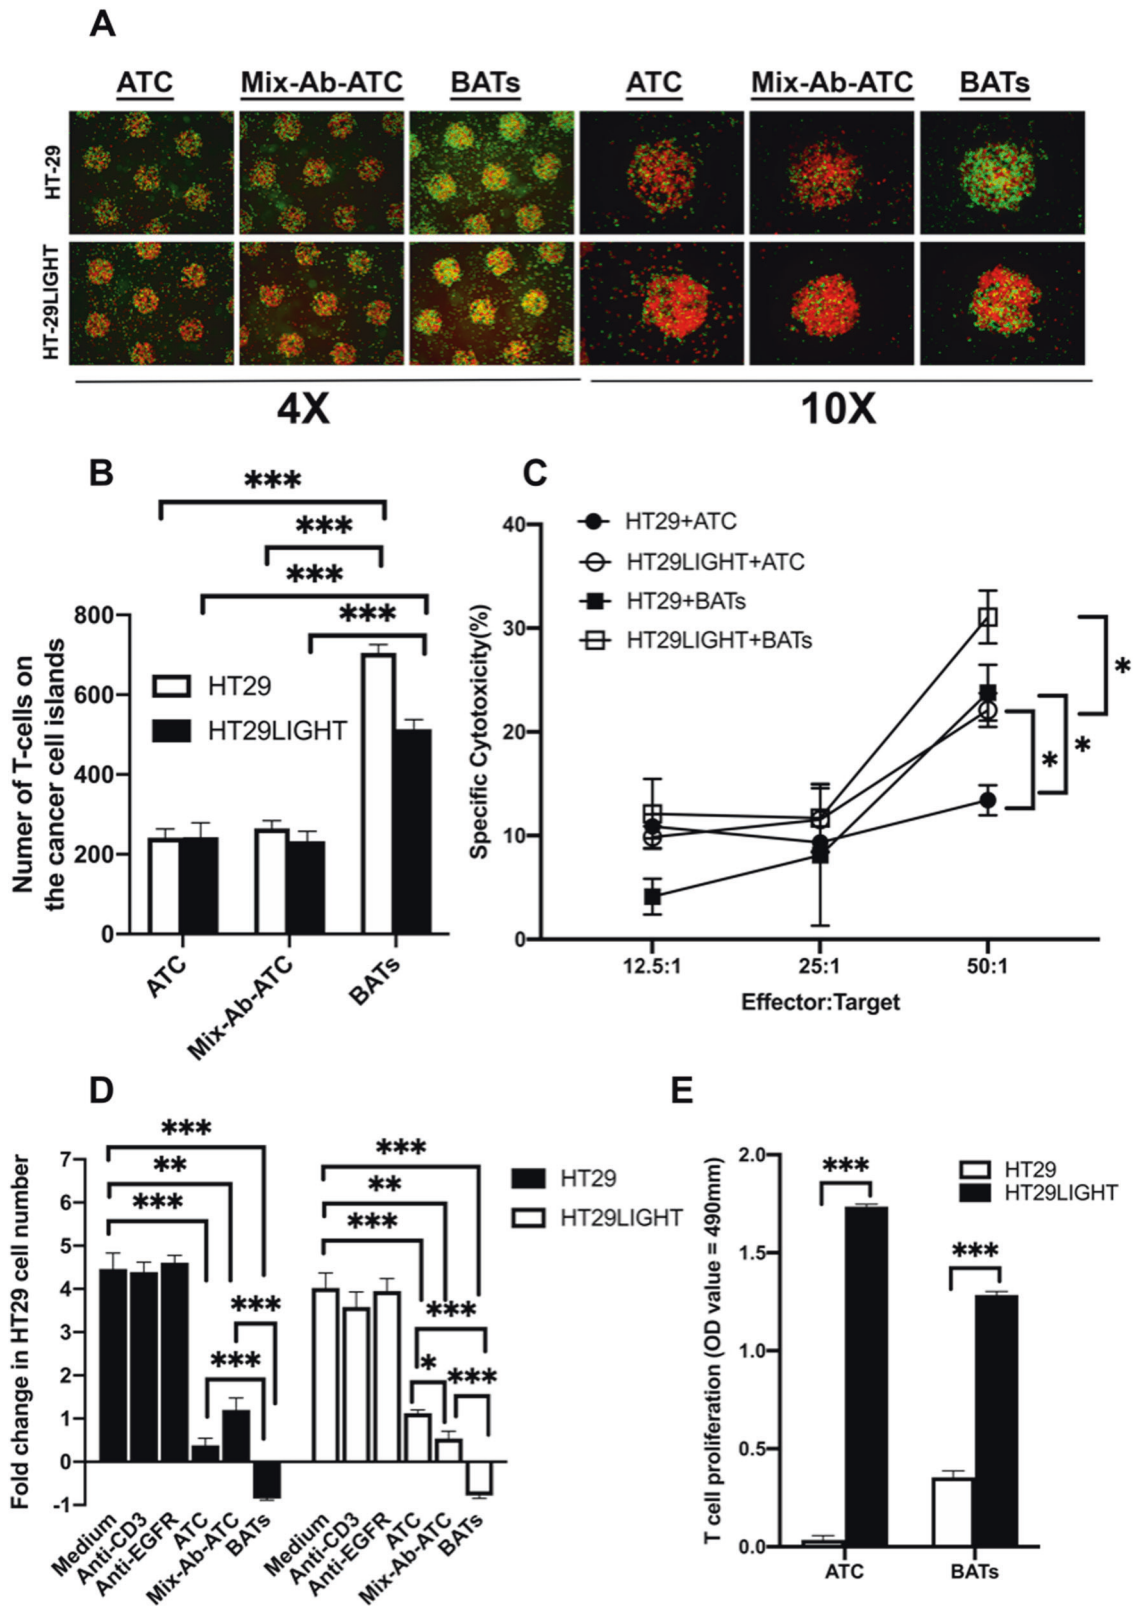 A
ATC Mix-Ab-ATC BATs ATC Mix-Ab-ATC BATs
HT-29
HT-29LIGHT
4X 10X
B
***
***
***
***
Numer of T-cells on
the cancer cell islands
800
600
400
200
0
HT29
HT29LIGHT
ATC
Mix-Ab-ATC
BATs
C
HT29+ATC
HT29LIGHT+ATC
HT29+BATs
HT29LIGHT+BATs
Specific Cytotoxicity(%)
40
30
20
10
0
*
*
*
12.5:1 25:1 50:1
Effector:Target
D
Fold change in HT29 cell number
7
6
5
4
3
2
1
0
-1
***
**
***
***
***
***
**
***
***
*
***
HT29
HT29LIGHT
Medium
Anti-CD3
Anti-EGFR
ATC
Mix-Ab-ATC
BATs
Medium
Anti-CD3
Anti-EGFR
ATC
Mix-Ab-ATC
BATs
E
T cell proliferation (OD value = 490mm)
2.0
1.5
1.0
0.5
0.0
***
***
HT29
HT29LIGHT
ATC BATs